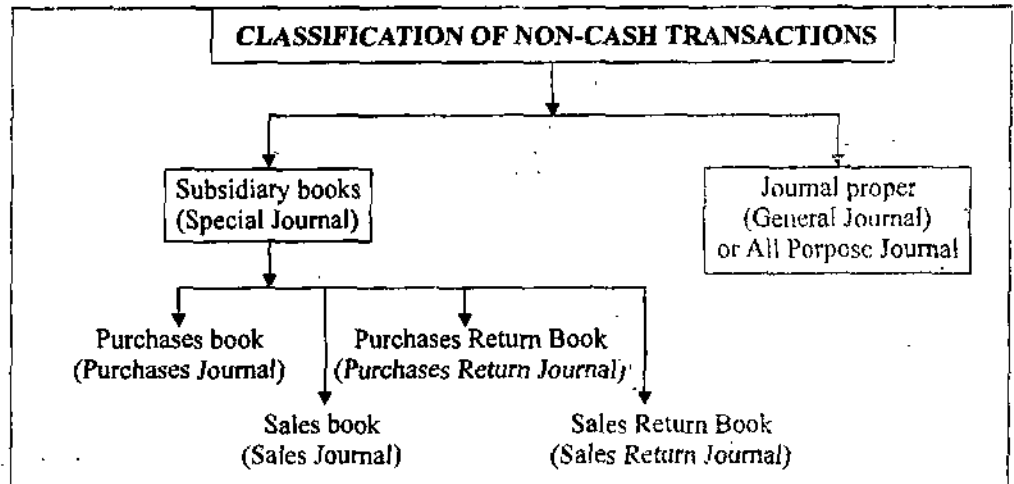 CLASSIFICATION OF NON-CASH TRANSACTIONS
Subsidiary books
(Special Journal)
Journal proper
(General Journal)
or All Porpose Journal
Purchases book
(Purchases Journal)
Purchases Return Book
(Purchases Return Journal)
Sales book
(Sales Journal)
Sales Return Book
(Sales Return Journal)